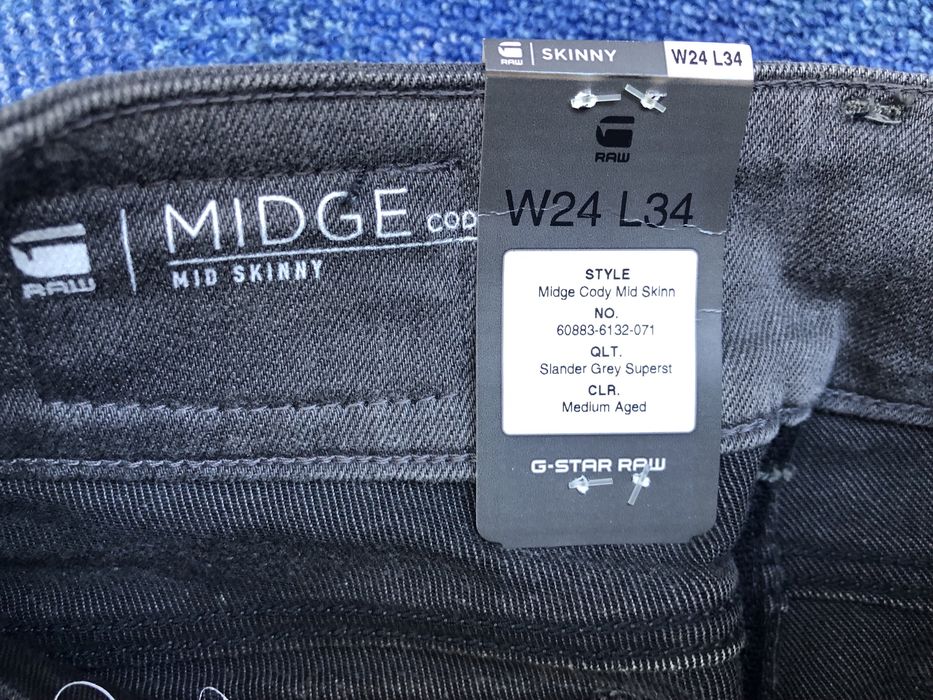 RAW | SKINNY W24 L34
RAW
W24 L34
RAW | MIDGE COD
MID SKINNY
STYLE
Midge Cody Mid Skinn
NO.
60883-6132-071
QLT.
Slander Grey Superst
CLR.
Medium Aged
G-STAR RAW